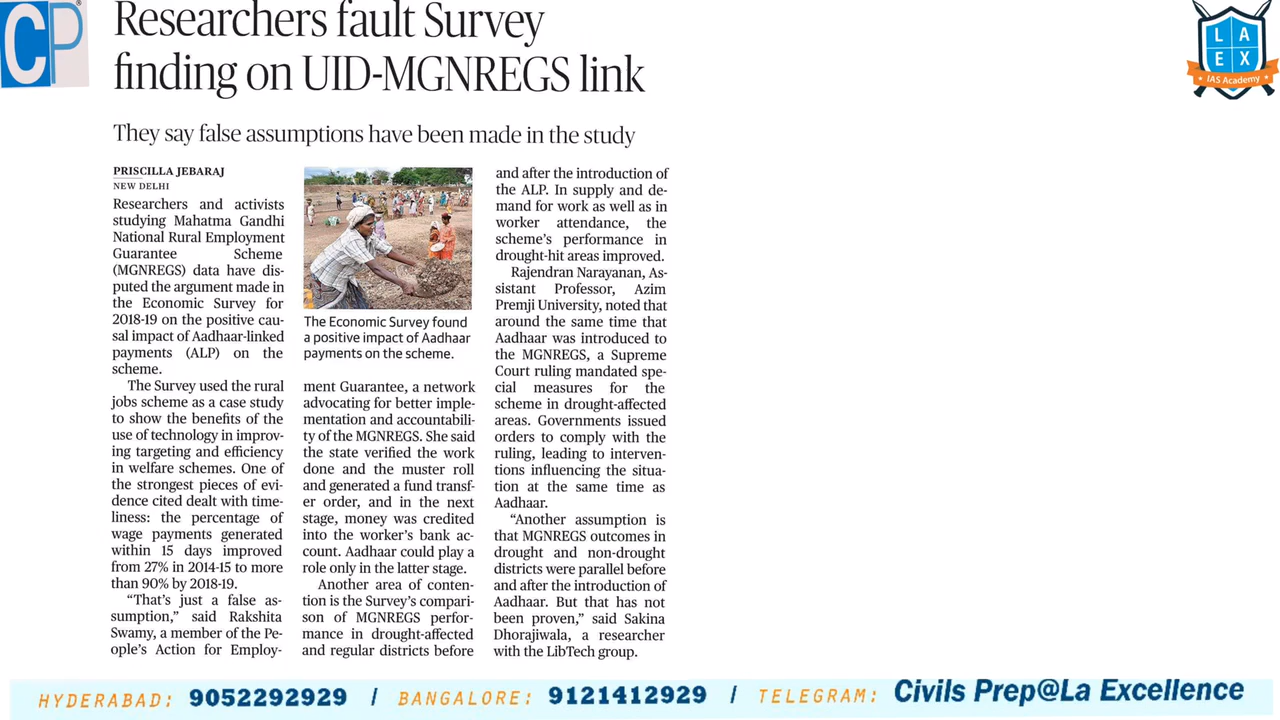 CP
Researchers fault Survey
finding on UID-MGNREGS link
They say false assumptions have been made in the study
PRISCILLA JEBARAJ
NEW DELHI
Researchers and activists
studying Mahatma Gandhi
National Rural Employment
Guarantee Scheme
(MGNREGS) data have dis-
puted the argument made in
the Economic Survey for
2018-19 on the positive cau-
sal impact of Aadhaar-linked
payments (ALP) on the
scheme.
The Survey used the rural
jobs scheme as a case study
to show the benefits of the
use of technology in improv-
ing targeting and efficiency
in welfare schemes. One of
the strongest pieces of evi-
dence cited dealt with time-
liness: the percentage of
wage payments generated
within 15 days improved
from 27% in 2014-15 to more
than 90% by 2018-19.
“That's just a false as-
sumption,” said Rakshita
Swamy, a member of the Pe-
ople's Action for Employ-
The Economic Survey found
a positive impact of Aadhaar
payments on the scheme.
ment Guarantee, a network
advocating for better imple-
mentation and accountabili-
ty of the MGNREGS. She said
the state verified the work
done and the muster roll
and generated a fund transf-
er order, and in the next
stage, money was credited
into the worker's bank ac-
count. Aadhaar could play a
role only in the latter stage.
Another area of conten-
tion is the Survey's compari-
son of MGNREGS perfor-
mance in drought-affected
and regular districts before
and after the introduction of
the ALP. In supply and de-
mand for work as well as in
worker attendance, the
scheme's performance in
drought-hit areas improved.
Rajendran Narayanan, As-
sistant Professor, Azim
Premji University, noted that
around the same time that
Aadhaar was introduced to
the MGNREGS, a Supreme
Court ruling mandated spe-
cial measures for the
scheme in drought-affected
areas. Governments issued
orders to comply with the
ruling, leading to interven-
tions influencing the situa-
tion at the same time as
Aadhaar.
“Another assumption is
that MGNREGS outcomes in
drought and non-drought
districts were parallel before
and after the introduction of
Aadhaar. But that has not
been proven,” said Sakina
Dhorajiwala, a researcher
with the LibTech group.
LA
EX
IAS Academy
HYDERABAD: 9052292929 / BANGALORE: 9121412929 / TELEGRAM: Civils Prep@La Excellence